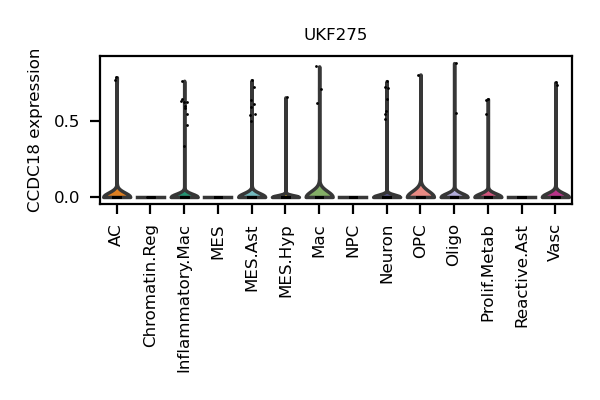 UKF275
CCDC18 expression
0.5
0.0
AC
Chromatin.Reg
Inflammatory.Mac
MES
MES.Ast
MES.Hyp
Mac
NPC
Neuron
OPC
Oligo
Prolif.Metab
Reactive.Ast
Vasc